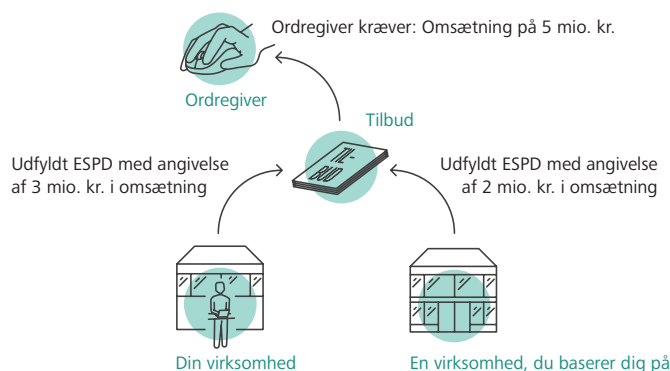 Ordregiver kræver: Omsætning på 5 mio. kr.
Ordregiver
Tilbud
TIL-
BUD
Udfyldt ESPD med angivelse
af 3 mio. kr. i omsætning
Udfyldt ESPD med angivelse
af 2 mio. kr. i omsætning
Din virksomhed
En virksomhed, du baserer dig på